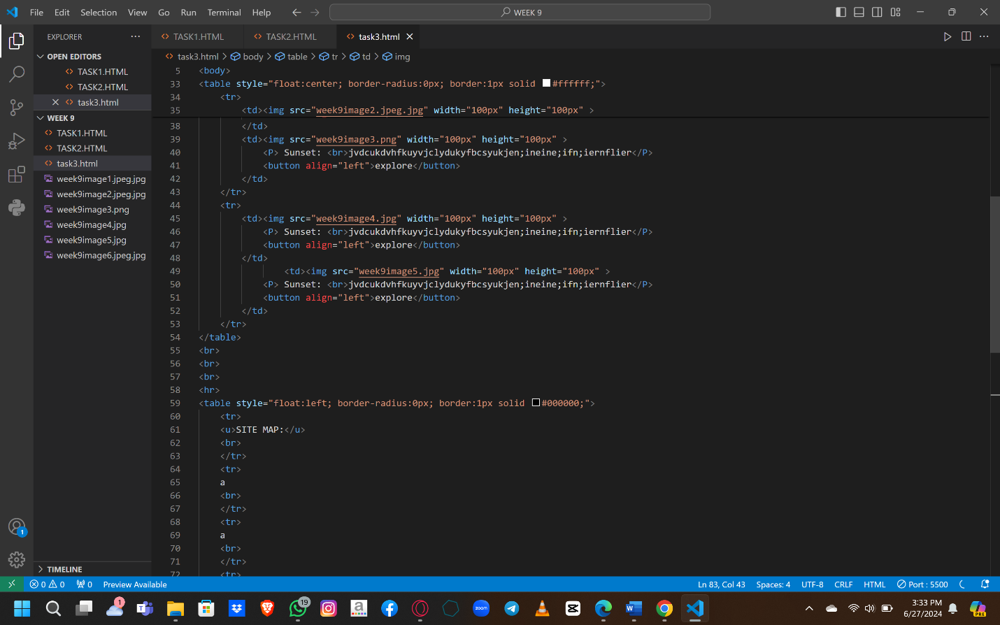 File Edit Selection View Go Run Terminal Help WEEK 9
EXPLORER
TASK1.HTML TASK2.HTML task3.html
OPEN EDITORS
TASK1.HTML
TASK2.HTML
task3.html
WEEK 9
TASK1.HTML
TASK2.HTML
task3.html
week9image1.jpeg.jpg
week9image2.jpeg.jpg
week9image3.png
week9image4.jpg
week9image5.jpg
week9image6.jpeg.jpg
TIMELINE
1
task3.html > body > table > tr > td > img
5 <body>
33 <table style="float:center; border-radius:0px; border:1px solid #ffffff;">
34 <tr>
35 <td><img src="week9image2.jpeg.jpg" width="100px" height="100px" >
38 </td>
39 <td><img src="week9image3.png" width="100px" height="100px" >
40 <P> Sunset: <br>jvdcukdvhfkuyvjclydukyfbcsyukjen;ineine;ifn;iernflier</P>
41 <button align="left">explore</button>
42 </td>
43 </tr>
44 <tr>
45 <td><img src="week9image4.jpg" width="100px" height="100px" >
46 <P> Sunset: <br>jvdcukdvhfkuyvjclydukyfbcsyukjen;ineine;ifn;iernflier</P>
47 <button align="left">explore</button>
48 </td>
49 <td><img src="week9image5.jpg" width="100px" height="100px" >
50 <P> Sunset: <br>jvdcukdvhfkuyvjclydukyfbcsyukjen;ineine;ifn;iernflier</P>
51 <button align="left">explore</button>
52 </td>
53 </tr>
54 </table>
55 <br>
56 <br>
57 <br>
58 <hr>
59 <table style="float:left; border-radius:0px; border:1px solid #000000;">
60 <tr>
61 <u>SITE MAP:</u>
62 <br>
63 </tr>
64 <tr>
65 a
66 <br>
67 </tr>
68 <tr>
69 a
70 <br>
71 </tr>
72 <tr>
0 0 0 Preview Available Ln 83, Col 43 Spaces: 4 UTF-8 CRLF HTML Port : 5500
1 19 a zoom W PRE
3:33 PM
6/27/2024